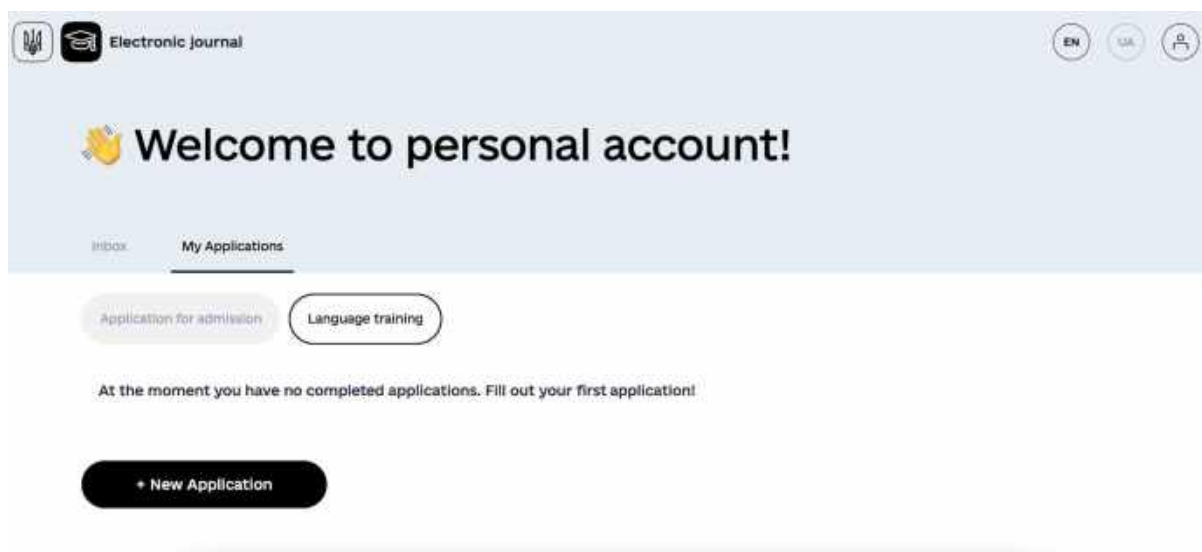 Electronic journal
EN
UA
👋 Welcome to personal account!
Inbox
My Applications
Application for admission
Language training
At the moment you have no completed applications. Fill out your first application!
+ New Application